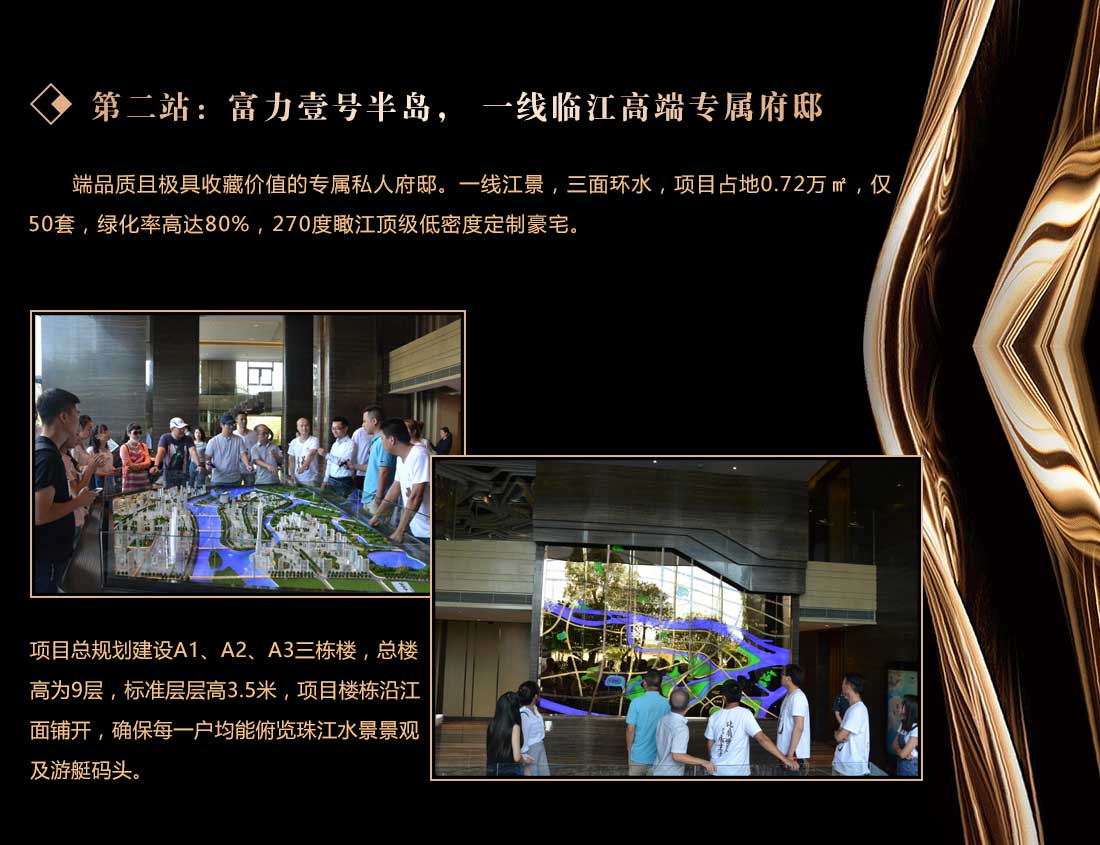 第二站：富力壹号半岛， 一线临江高端专属府邸
端品质且极具收藏价值的专属私人府邸。一线江景，三面环水，项目占地0.72万㎡，仅
50套，绿化率高达80%，270度瞰江顶级低密度定制豪宅。
项目总规划建设A1、A2、A3三栋楼，总楼
高为9层，标准层层高3.5米，项目楼栋沿江
面铺开，确保每一户均能俯览珠江水景景观
及游艇码头。